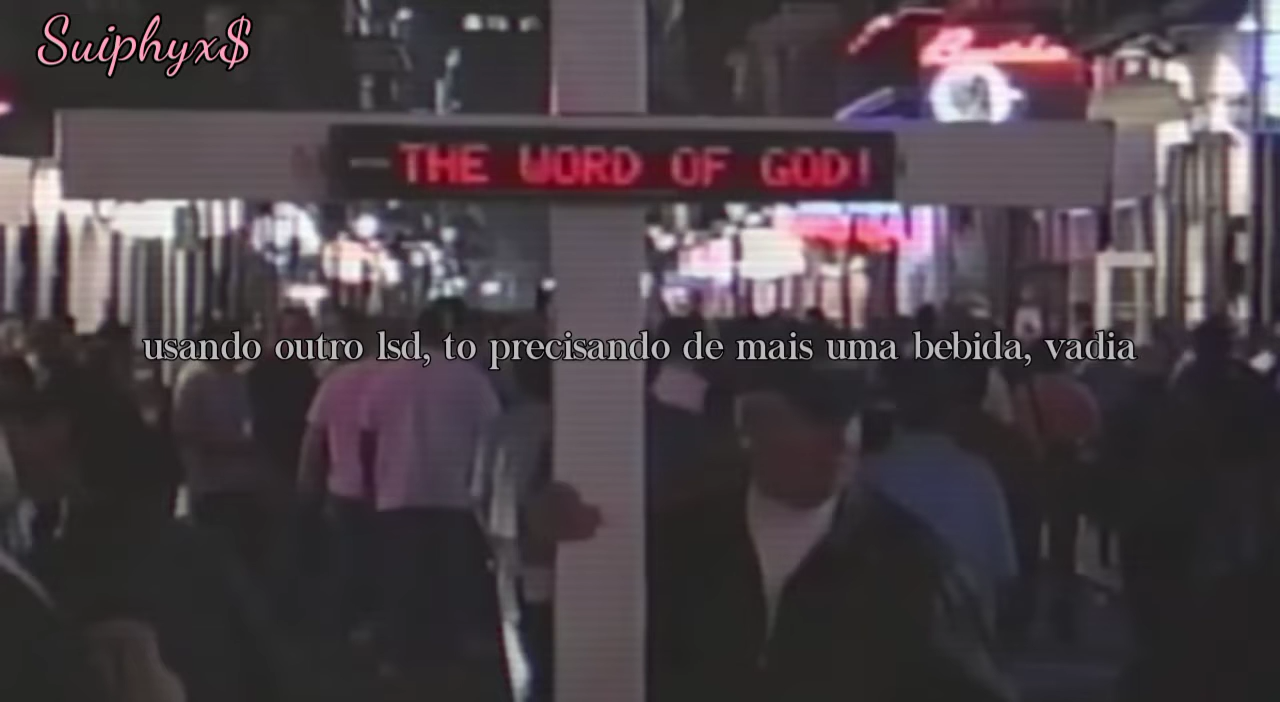 Suiphyx$
—THE WORD OF GOD!
usando outro lsd, to precisando de mais uma bebida, vadia